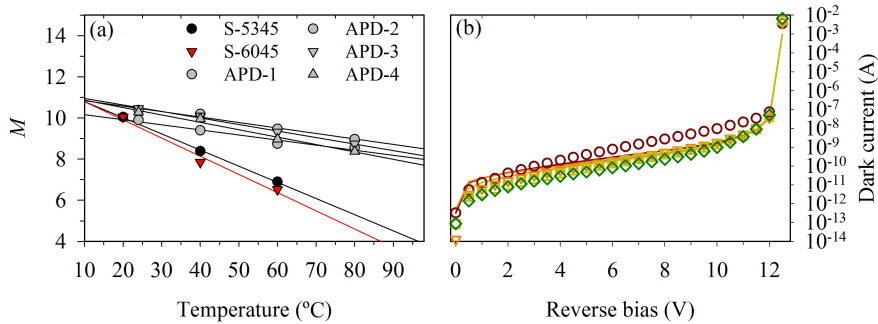 14
12
10
8
6
4
M
(a)
S-5345
S-6045
APD-1
APD-2
APD-3
APD-4
10 20 30 40 50 60 70 80 90
Temperature (ºC)
(b)
0 2 4 6 8 10 12
Reverse bias (V)
10⁻²
10⁻³
10⁻⁴
10⁻⁵
10⁻⁶
10⁻⁷
10⁻⁸
10⁻⁹
10⁻¹⁰
10⁻¹¹
10⁻¹²
10⁻¹³
10⁻¹⁴
Dark current (A)